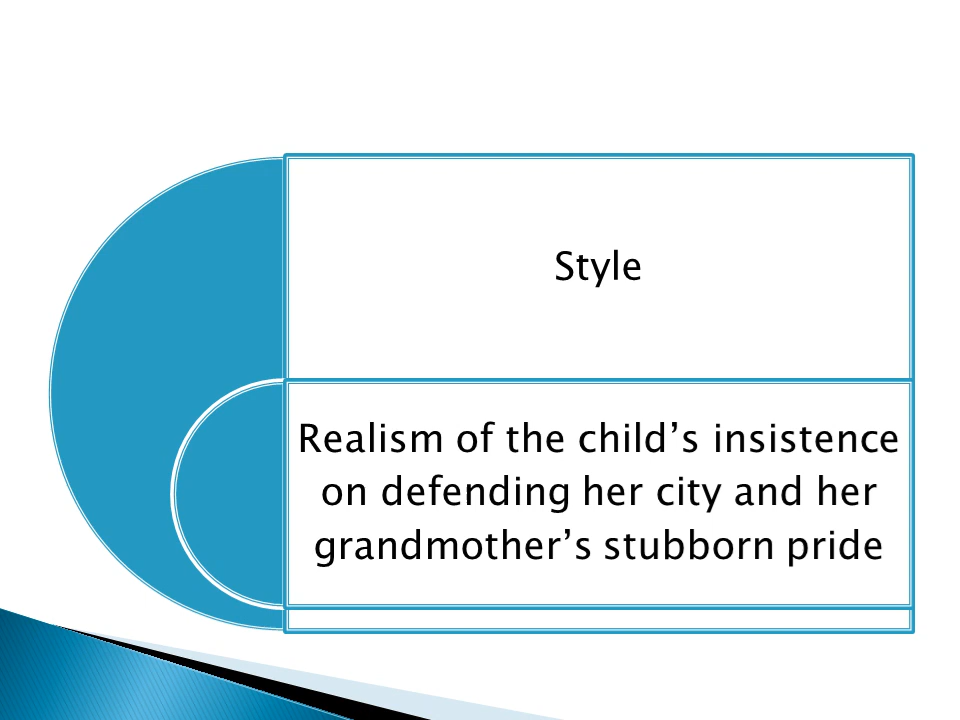 Style
Realism of the child’s insistence
on defending her city and her
grandmother’s stubborn pride